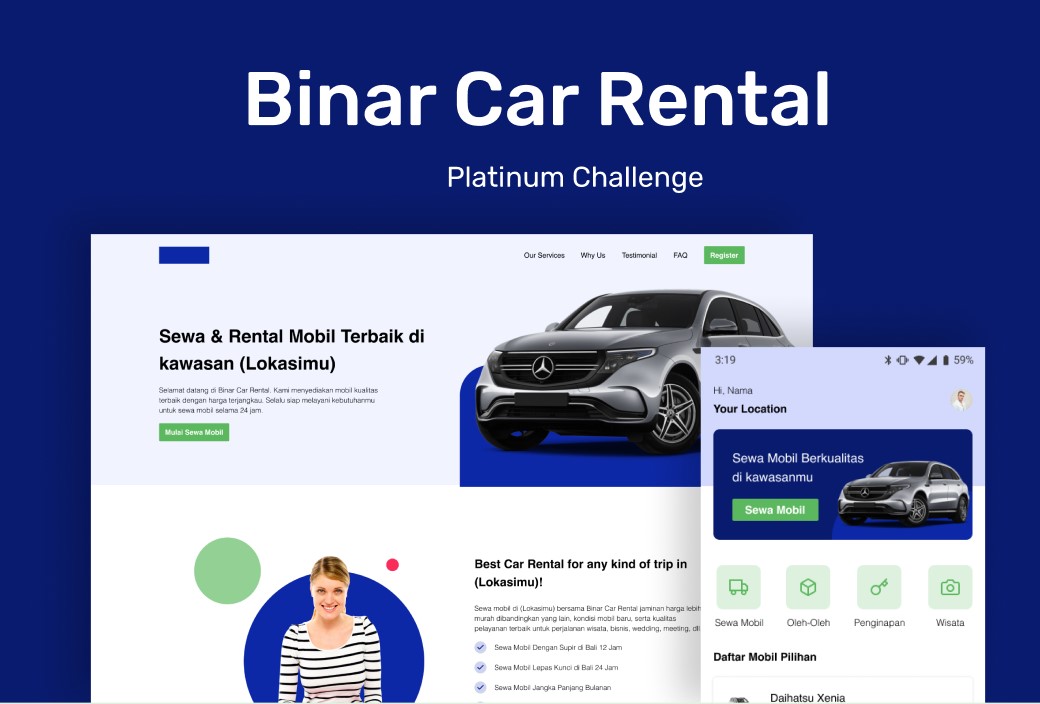 Binar Car Rental
Platinum Challenge
Our Services Why Us Testimonial FAQ Register
Sewa & Rental Mobil Terbaik di
kawasan (Lokasimu)
Selamat datang di Binar Car Rental. Kami menyediakan mobil kualitas
terbaik dengan harga terjangkau. Selalu siap melayani kebutuhanmu
untuk sewa mobil selama 24 jam.
Mulai Sewa Mobil
Best Car Rental for any kind of trip in
(Lokasimu)!
Sewa mobil di (Lokasimu) bersama Binar Car Rental jaminan harga lebih
murah dibandingkan yang lain, kondisi mobil baru, serta kualitas
pelayanan terbaik untuk perjalanan wisata, bisnis, wedding, meeting, dll.
Sewa Mobil Dengan Supir di Bali 12 Jam
Sewa Mobil Lepas Kunci di Bali 24 Jam
Sewa Mobil Jangka Panjang Bulanan
3:19 59%
Hi, Nama
Your Location
Sewa Mobil Berkualitas
di kawasanmu
Sewa Mobil
Sewa Mobil Oleh-Oleh Penginapan Wisata
Daftar Mobil Pilihan
Daihatsu Xenia